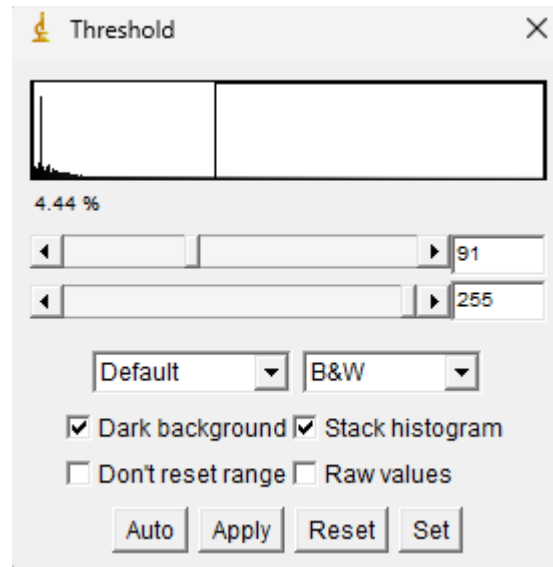 Threshold
4.44 %
91
255
Default B&W
Dark background Stack histogram
Don't reset range Raw values
Auto Apply Reset Set